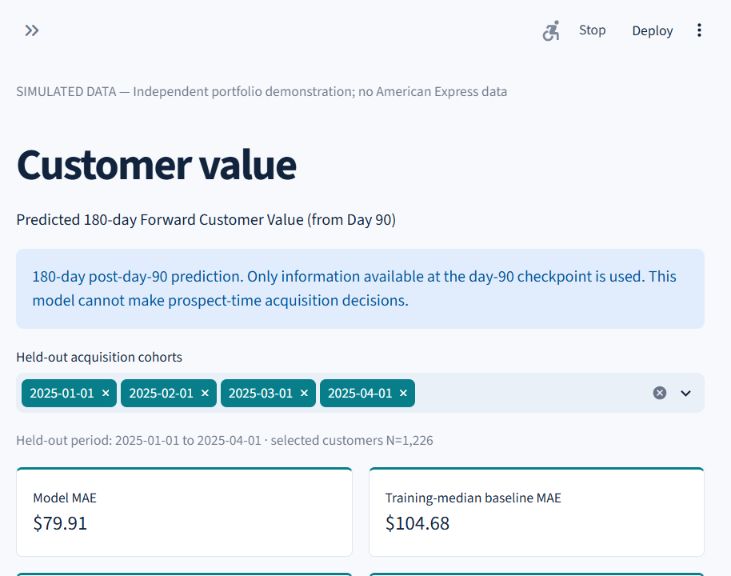 Stop Deploy
SIMULATED DATA — Independent portfolio demonstration; no American Express data
Customer value
Predicted 180-day Forward Customer Value (from Day 90)
180-day post-day-90 prediction. Only information available at the day-90 checkpoint is used. This
model cannot make prospect-time acquisition decisions.
Held-out acquisition cohorts
2025-01-01 × 2025-02-01 × 2025-03-01 × 2025-04-01 ×
Held-out period: 2025-01-01 to 2025-04-01 · selected customers N=1,226
Model MAE
$79.91
Training-median baseline MAE
$104.68